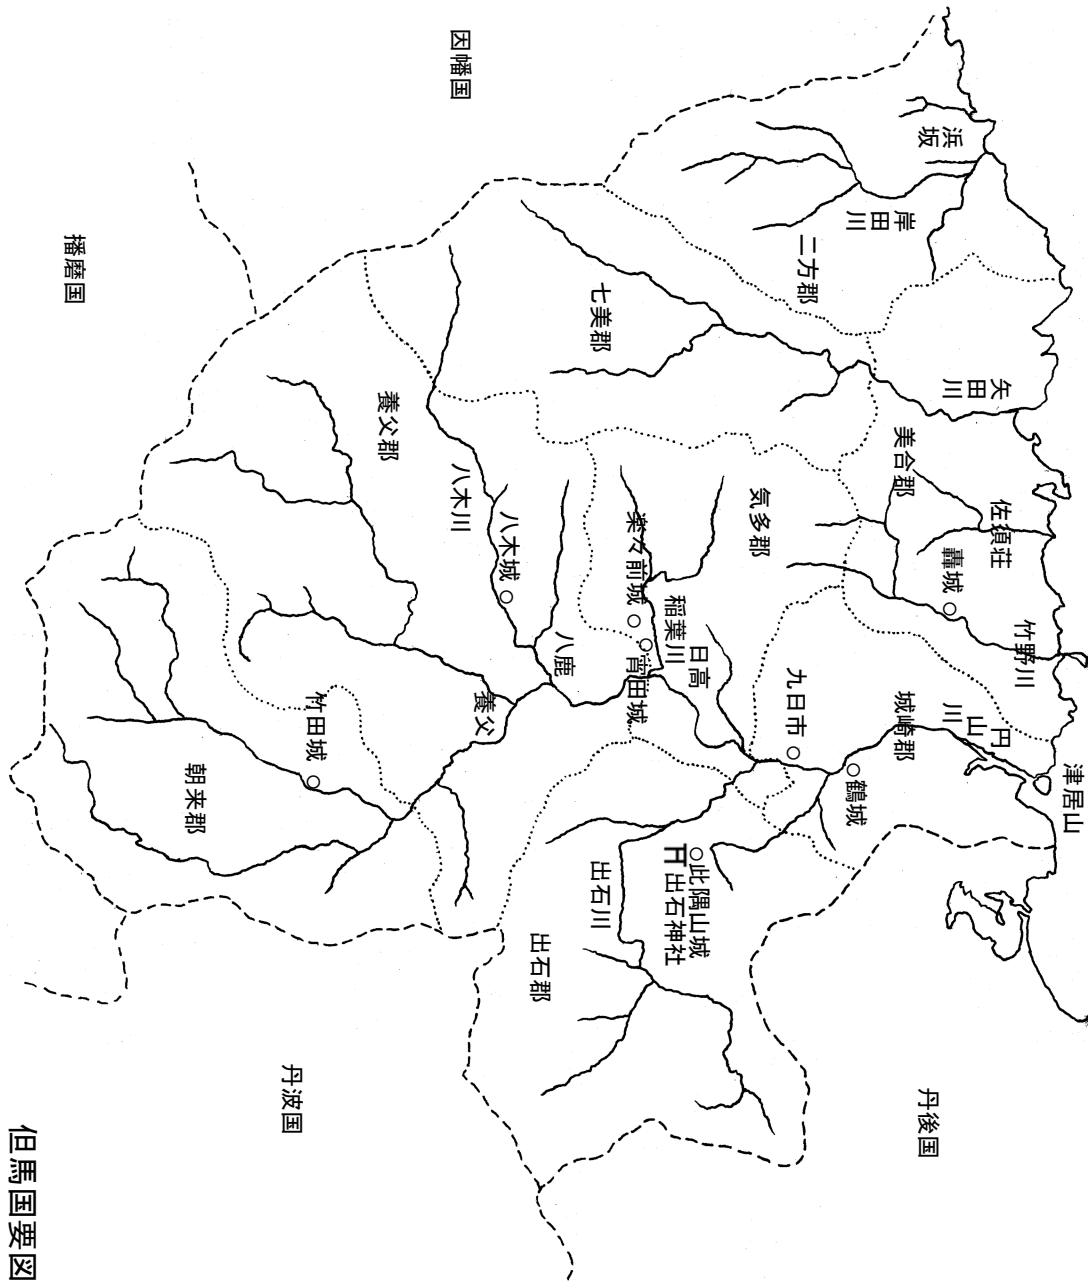 但馬国要図
津居山
竹野川
佐須荘
矢田川
円山川
浜坂
岸田川
二方郡
七美郡
美含郡
轟城
城崎郡
鶴城
九日市
気多郡
日高
稲葉川
楽々前城
宵田城
此隅山城
出石神社
出石川
出石郡
八鹿
八木城
八木川
養父郡
養父
竹田城
朝来郡
因幡国
播磨国
丹波国
丹後国